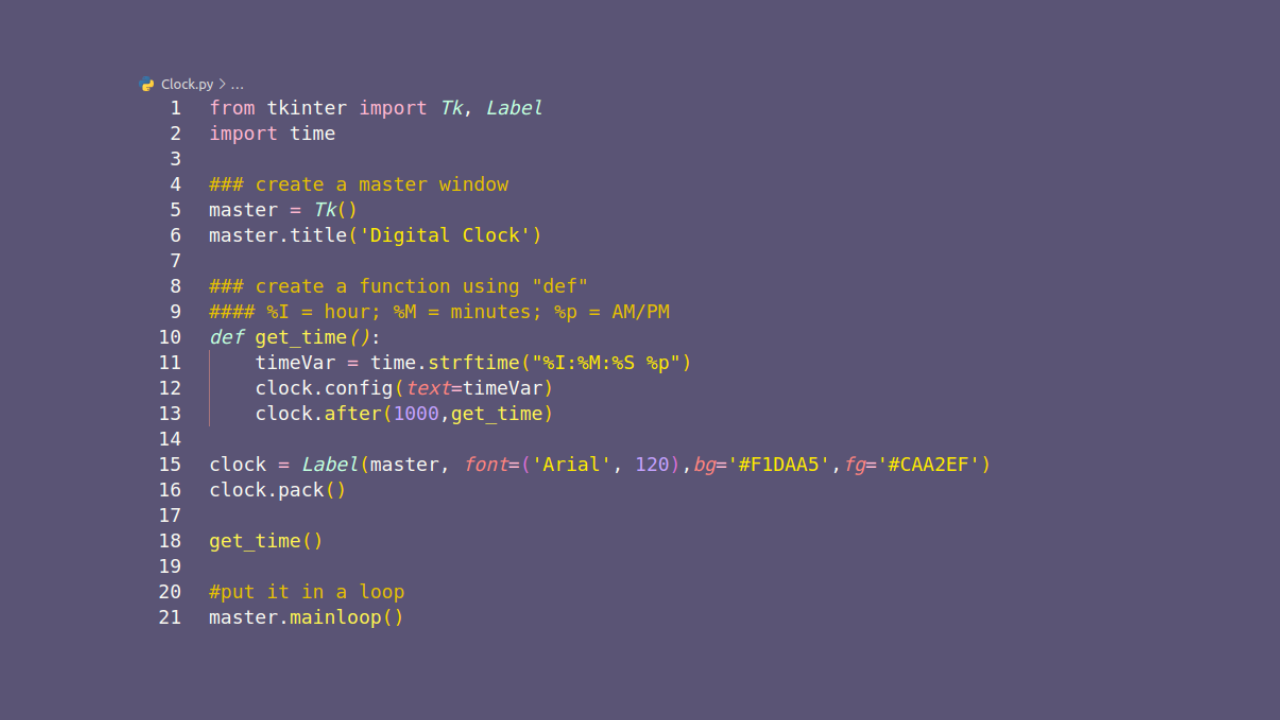 Clock.py > ...
1 from tkinter import Tk, Label
2 import time
3
4 ### create a master window
5 master = Tk()
6 master.title('Digital Clock')
7
8 ### create a function using "def"
9 #### %I = hour; %M = minutes; %p = AM/PM
10 def get_time():
11     timeVar = time.strftime("%I:%M:%S %p")
12     clock.config(text=timeVar)
13     clock.after(1000,get_time)
14
15 clock = Label(master, font=('Arial', 120),bg='#F1DAA5',fg='#CAA2EF')
16 clock.pack()
17
18 get_time()
19
20 #put it in a loop
21 master.mainloop()